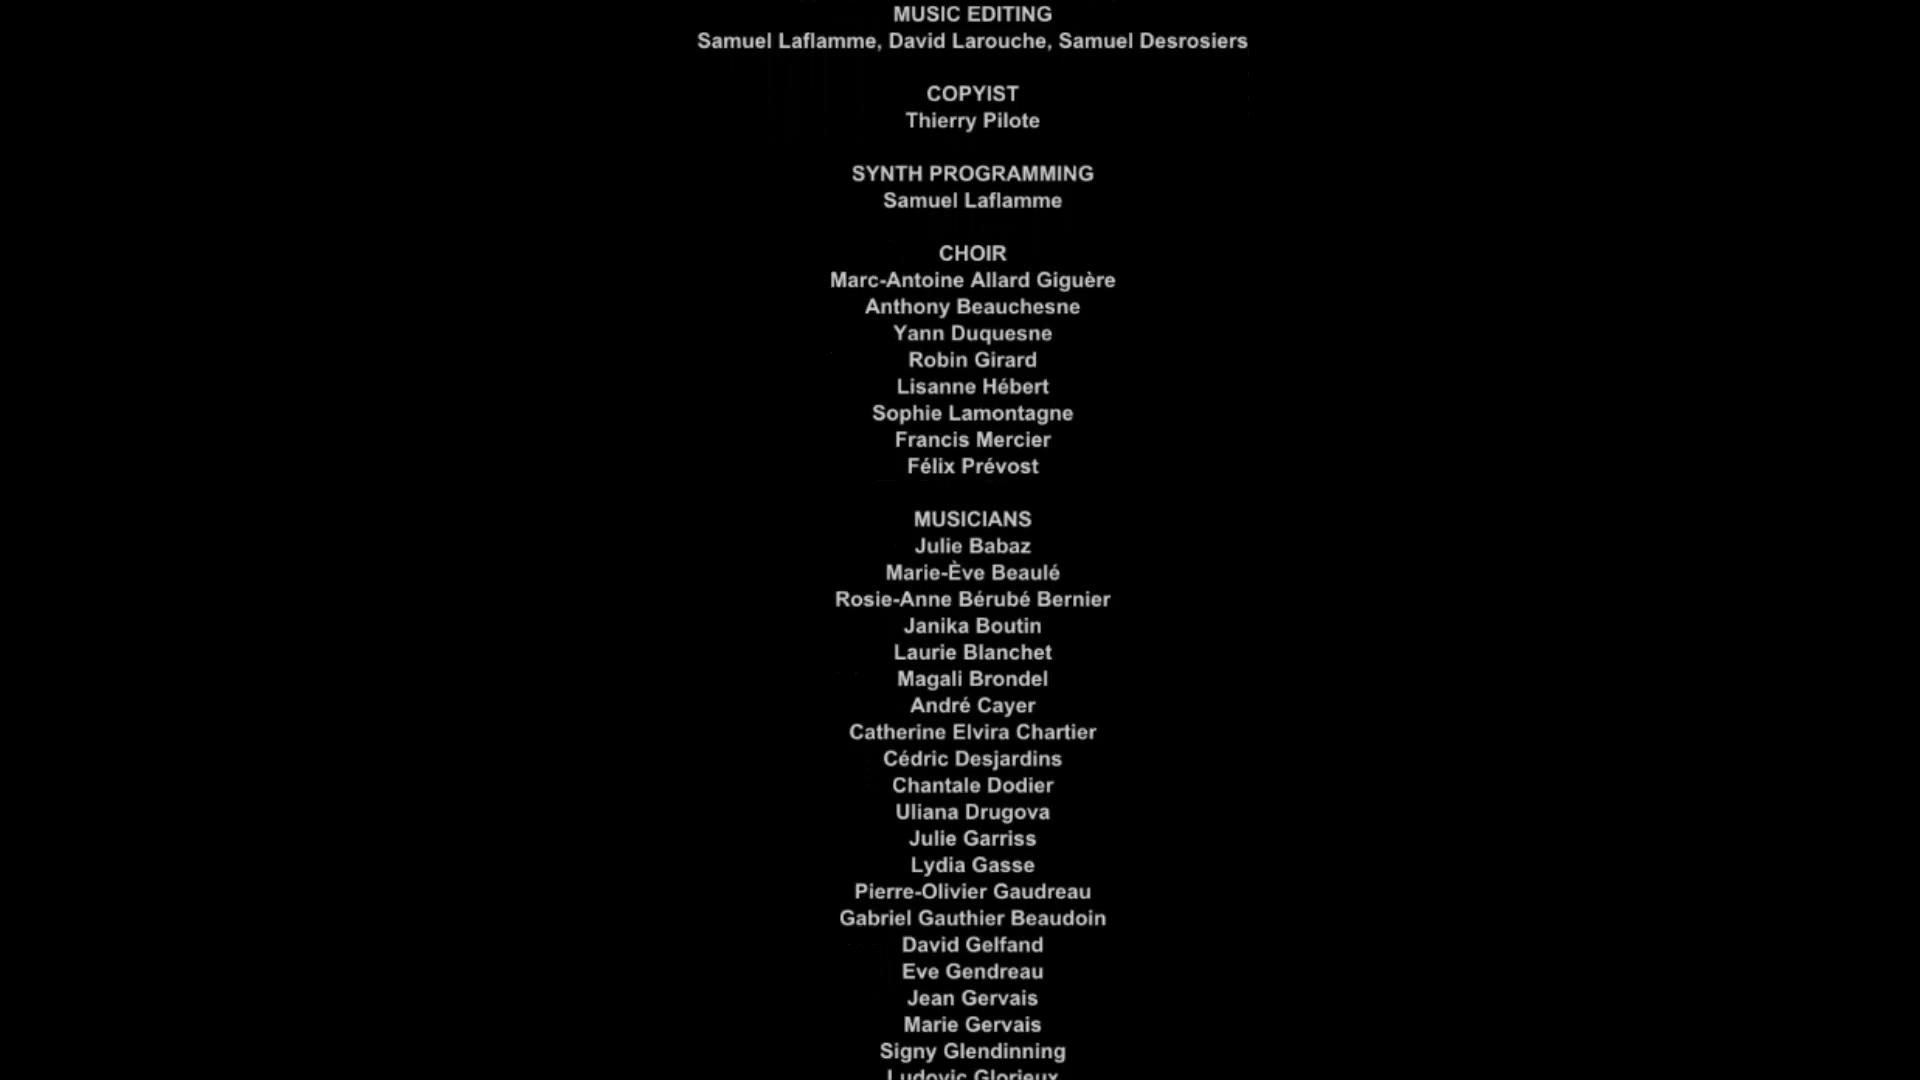 MUSIC EDITING
Samuel Laflamme, David Larouche, Samuel Desrosiers
COPYIST
Thierry Pilote
SYNTH PROGRAMMING
Samuel Laflamme
CHOIR
Marc-Antoine Allard Giguère
Anthony Beauchesne
Yann Duquesne
Robin Girard
Lisanne Hébert
Sophie Lamontagne
Francis Mercier
Félix Prévost
MUSICIANS
Julie Babaz
Marie-Ève Beaulé
Rosie-Anne Bérubé Bernier
Janika Boutin
Laurie Blanchet
Magali Brondel
André Cayer
Catherine Elvira Chartier
Cédric Desjardins
Chantale Dodier
Uliana Drugova
Julie Garriss
Lydia Gasse
Pierre-Olivier Gaudreau
Gabriel Gauthier Beaudoin
David Gelfand
Eve Gendreau
Jean Gervais
Marie Gervais
Signy Glendinning
Ludovic Glorieux